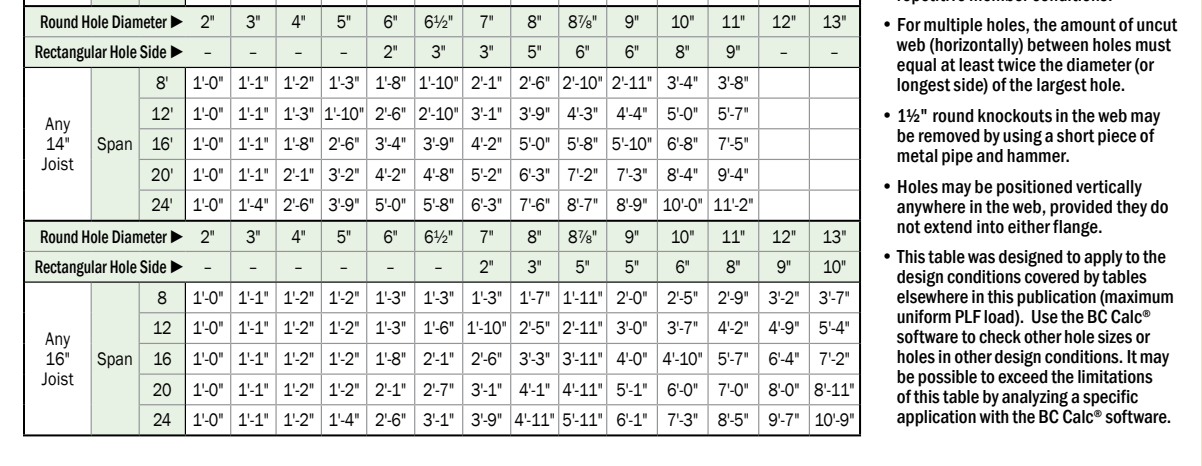 repetitive member conditions.
Round Hole Diameter ► 2" 3" 4" 5" 6" 6½" 7" 8" 8⅞" 9" 10" 11" 12" 13"
Rectangular Hole Side ► – – – – 2" 3" 3" 5" 6" 6" 8" 9" – –
Any 14" Joist
Span
8' 1'-0" 1'-1" 1'-2" 1'-3" 1'-8" 1'-10" 2'-1" 2'-6" 2'-10" 2'-11" 3'-4" 3'-8"
12' 1'-0" 1'-1" 1'-3" 1'-10" 2'-6" 2'-10" 3'-1" 3'-9" 4'-3" 4'-4" 5'-0" 5'-7"
16' 1'-0" 1'-1" 1'-8" 2'-6" 3'-4" 3'-9" 4'-2" 5'-0" 5'-8" 5'-10" 6'-8" 7'-5"
20' 1'-0" 1'-1" 2'-1" 3'-2" 4'-2" 4'-8" 5'-2" 6'-3" 7'-2" 7'-3" 8'-4" 9'-4"
24' 1'-0" 1'-4" 2'-6" 3'-9" 5'-0" 5'-8" 6'-3" 7'-6" 8'-7" 8'-9" 10'-0" 11'-2"
Round Hole Diameter ► 2" 3" 4" 5" 6" 6½" 7" 8" 8⅞" 9" 10" 11" 12" 13"
Rectangular Hole Side ► – – – – – – 2" 3" 5" 5" 6" 8" 9" 10"
Any 16" Joist
Span
8 1'-0" 1'-1" 1'-2" 1'-2" 1'-3" 1'-3" 1'-3" 1'-7" 1'-11" 2'-0" 2'-5" 2'-9" 3'-2" 3'-7"
12 1'-0" 1'-1" 1'-2" 1'-2" 1'-3" 1'-6" 1'-10" 2'-5" 2'-11" 3'-0" 3'-7" 4'-2" 4'-9" 5'-4"
16 1'-0" 1'-1" 1'-2" 1'-2" 1'-8" 2'-1" 2'-6" 3'-3" 3'-11" 4'-0" 4'-10" 5'-7" 6'-4" 7'-2"
20 1'-0" 1'-1" 1'-2" 1'-2" 2'-1" 2'-7 3'-1" 4'-1" 4'-11" 5'-1" 6'-0" 7'-0" 8'-0" 8'-11"
24 1'-0" 1'-1" 1'-2" 1'-4" 2'-6" 3'-1" 3'-9" 4'-11" 5'-11" 6'-1" 7'-3" 8'-5" 9'-7" 10'-9"
• For multiple holes, the amount of uncut
web (horizontally) between holes must
equal at least twice the diameter (or
longest side) of the largest hole.
• 1½" round knockouts in the web may
be removed by using a short piece of
metal pipe and hammer.
• Holes may be positioned vertically
anywhere in the web, provided they do
not extend into either flange.
• This table was designed to apply to the
design conditions covered by tables
elsewhere in this publication (maximum
uniform PLF load). Use the BC Calc®
software to check other hole sizes or
holes in other design conditions. It may
be possible to exceed the limitations
of this table by analyzing a specific
application with the BC Calc® software.